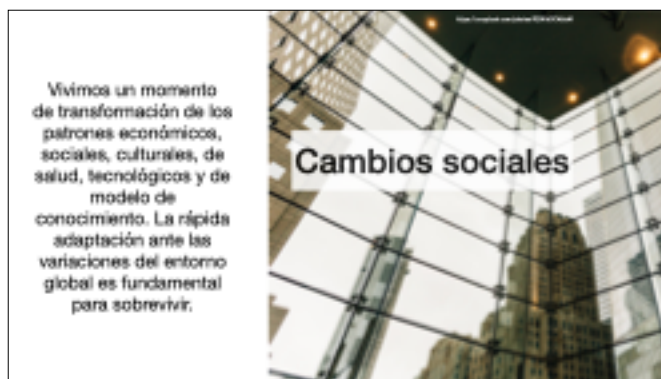 Vivimos un momento
de transformación de los
patrones económicos,
sociales, culturales, de
salud, tecnológicos y de
modelo de
conocimiento. La rápida
adaptación ante las
variaciones del entorno
global es fundamental
para sobrevivir.
Cambios sociales